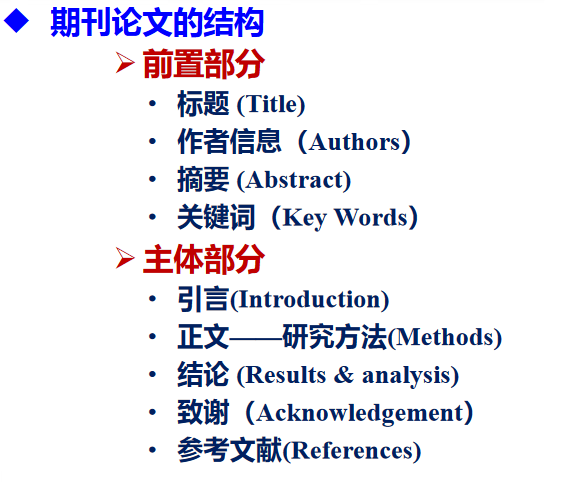 期刊论文的结构
前置部分
标题 (Title)
作者信息（Authors）
摘要 (Abstract)
关键词（Key Words）
主体部分
引言(Introduction)
正文——研究方法(Methods)
结论 (Results & analysis)
致谢（Acknowledgement）
参考文献(References)